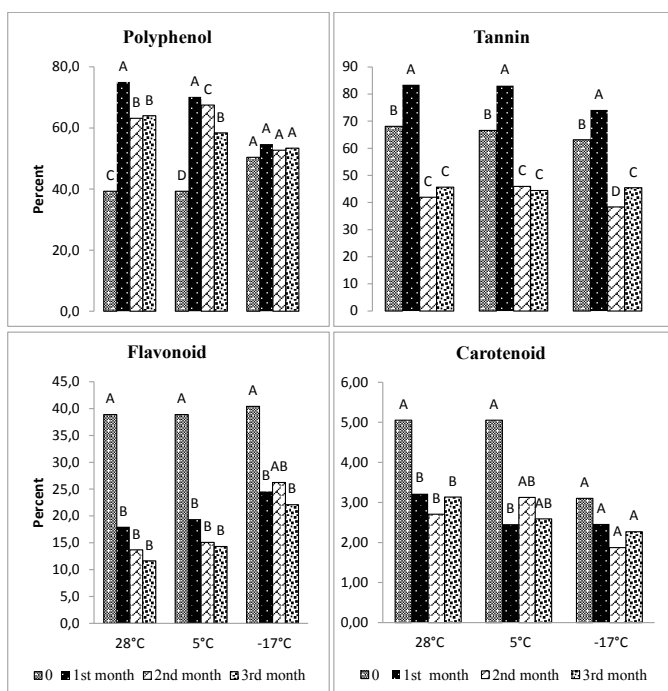 Polyphenol
80,0
60,0
40,0
20,0
0,0
Percent
C A B B
D A C B
A A A A
Tannin
90
80
70
60
50
40
30
20
10
0
B A C C
B A C C
B A D C
Flavonoid
45,0
40,0
35,0
30,0
25,0
20,0
15,0
10,0
5,0
0,0
Percent
A B B B
A B B B
A B AB B
28°C 5°C -17°C
0 1st month 2nd month 3rd month
Carotenoid
6,00
5,00
4,00
3,00
2,00
1,00
0,00
A B B B
A B AB AB
A A A A
28°C 5°C -17°C
0 1st month 2nd month 3rd month